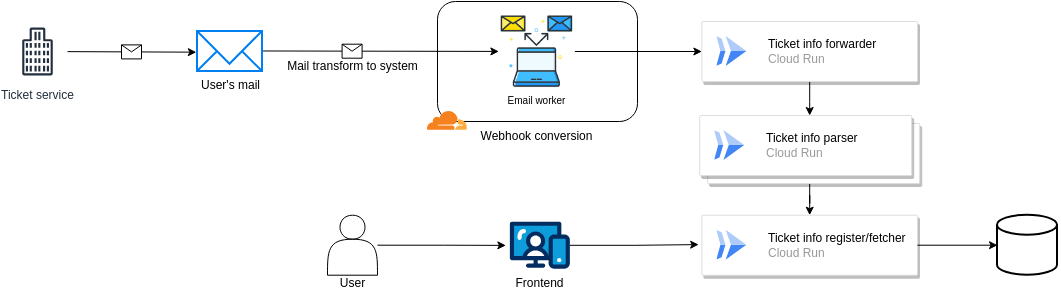 Ticket service
User's mail
Mail transform to system
Email worker
Webhook conversion
Ticket info forwarder
Cloud Run
Ticket info parser
Cloud Run
Ticket info register/fetcher
Cloud Run
User
Frontend